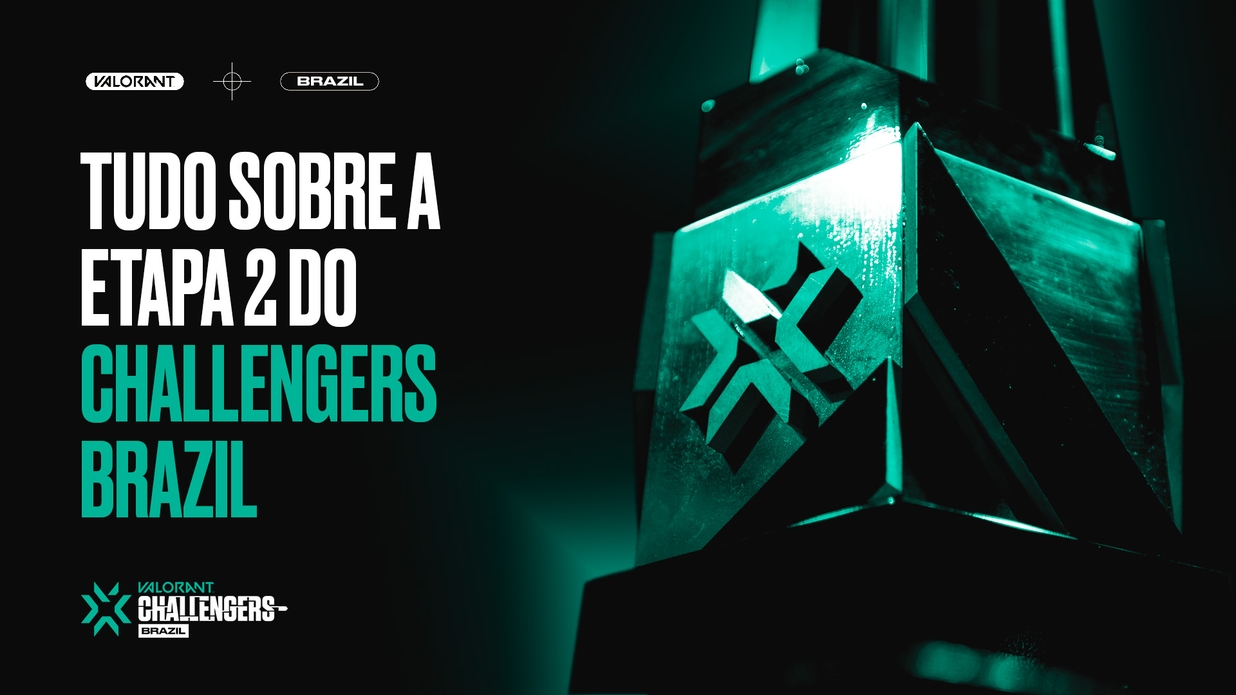 VALORANT
BRAZIL
TUDO SOBRE A
ETAPA 2 DO
CHALLENGERS
BRAZIL
VALORANT
CHALLENGERS
BRAZIL